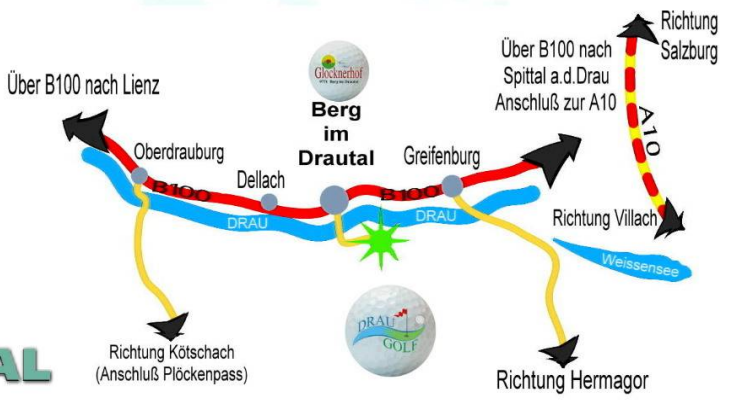 Richtung
Salzburg
Über B100 nach
Spittal a.d.Drau
Anschluß zur A10
A10
Glocknerhof
Über B100 nach Lienz
Berg
im
Drautal
Oberdrauburg
Dellach
Greifenburg
B100
B100
DRAU
DRAU
Richtung Villach
Weissensee
DRAU
GOLF
Richtung Kötschach
(Anschluß Plöckenpass)
Richtung Hermagor
AL